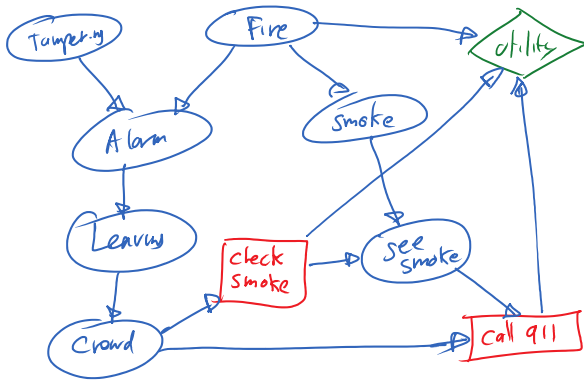 Tampering
Fire
utility
Alarm
smoke
Leaving
check
smoke
see
smoke
Crowd
Call 911